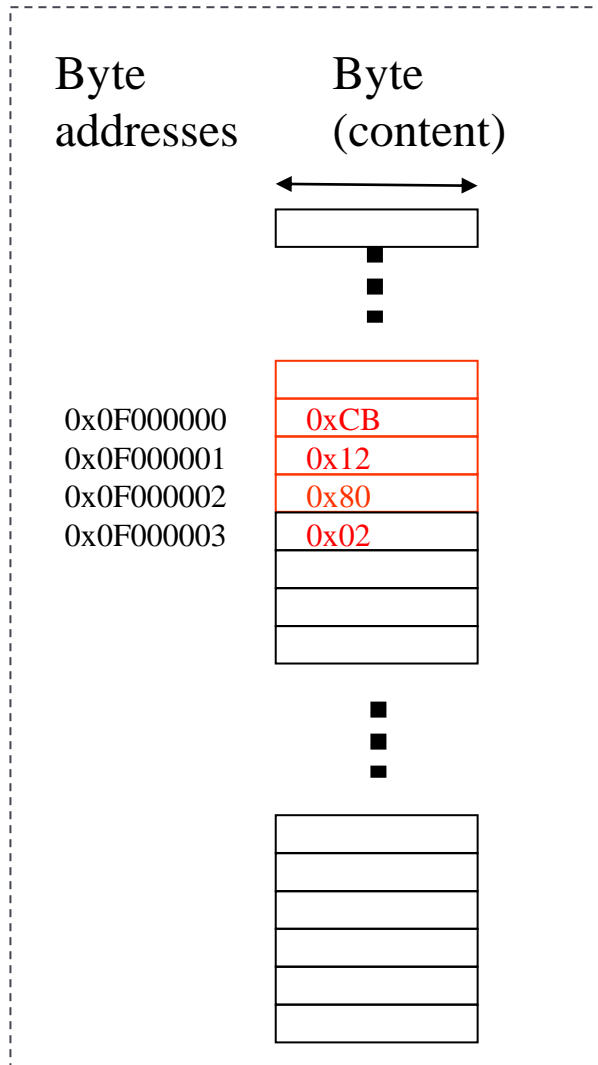 Byte addresses
Byte (content)
0x0F000000 0xCB
0x0F000001 0x12
0x0F000002 0x80
0x0F000003 0x02